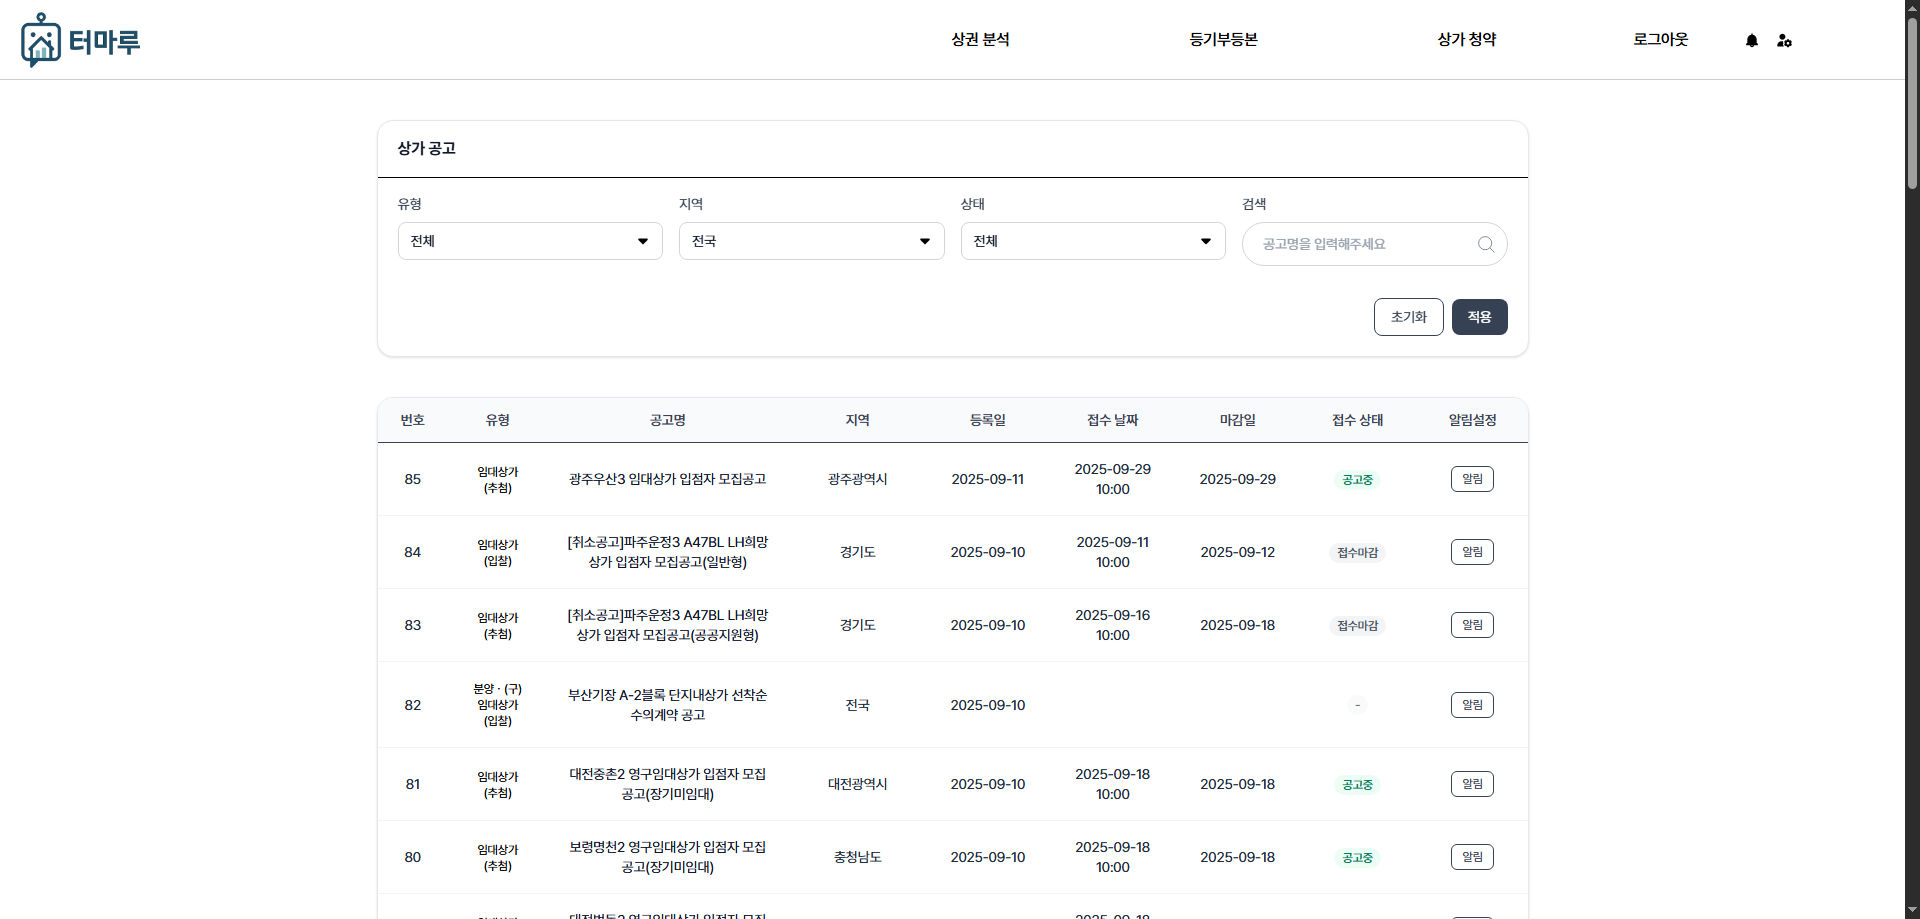 터마루
상권 분석
등기부등본
상가 청약
로그아웃
상가 공고
유형
지역
상태
검색
전체
전국
전체
공고명을 입력해주세요
초기화
적용
번호
유형
공고명
지역
등록일
접수 날짜
마감일
접수 상태
알림설정
85
임대상가
(추첨)
광주우산3 임대상가 입점자 모집공고
광주광역시
2025-09-11
2025-09-29
10:00
2025-09-29
공고중
알림
84
임대상가
(입찰)
[취소공고]파주운정3 A47BL LH희망
상가 입점자 모집공고(일반형)
경기도
2025-09-10
2025-09-11
10:00
2025-09-12
접수마감
알림
83
임대상가
(추첨)
[취소공고]파주운정3 A47BL LH희망
상가 입점자 모집공고(공공지원형)
경기도
2025-09-10
2025-09-16
10:00
2025-09-18
접수마감
알림
82
분양ㆍ(구)
임대상가
(입찰)
부산기장 A-2블록 단지내상가 선착순
수의계약 공고
전국
2025-09-10
-
알림
81
임대상가
(추첨)
대전중촌2 영구임대상가 입점자 모집
공고(장기미임대)
대전광역시
2025-09-10
2025-09-18
10:00
2025-09-18
공고중
알림
80
임대상가
(추첨)
보령명천2 영구임대상가 입점자 모집
공고(장기미임대)
충청남도
2025-09-10
2025-09-18
10:00
2025-09-18
공고중
알림